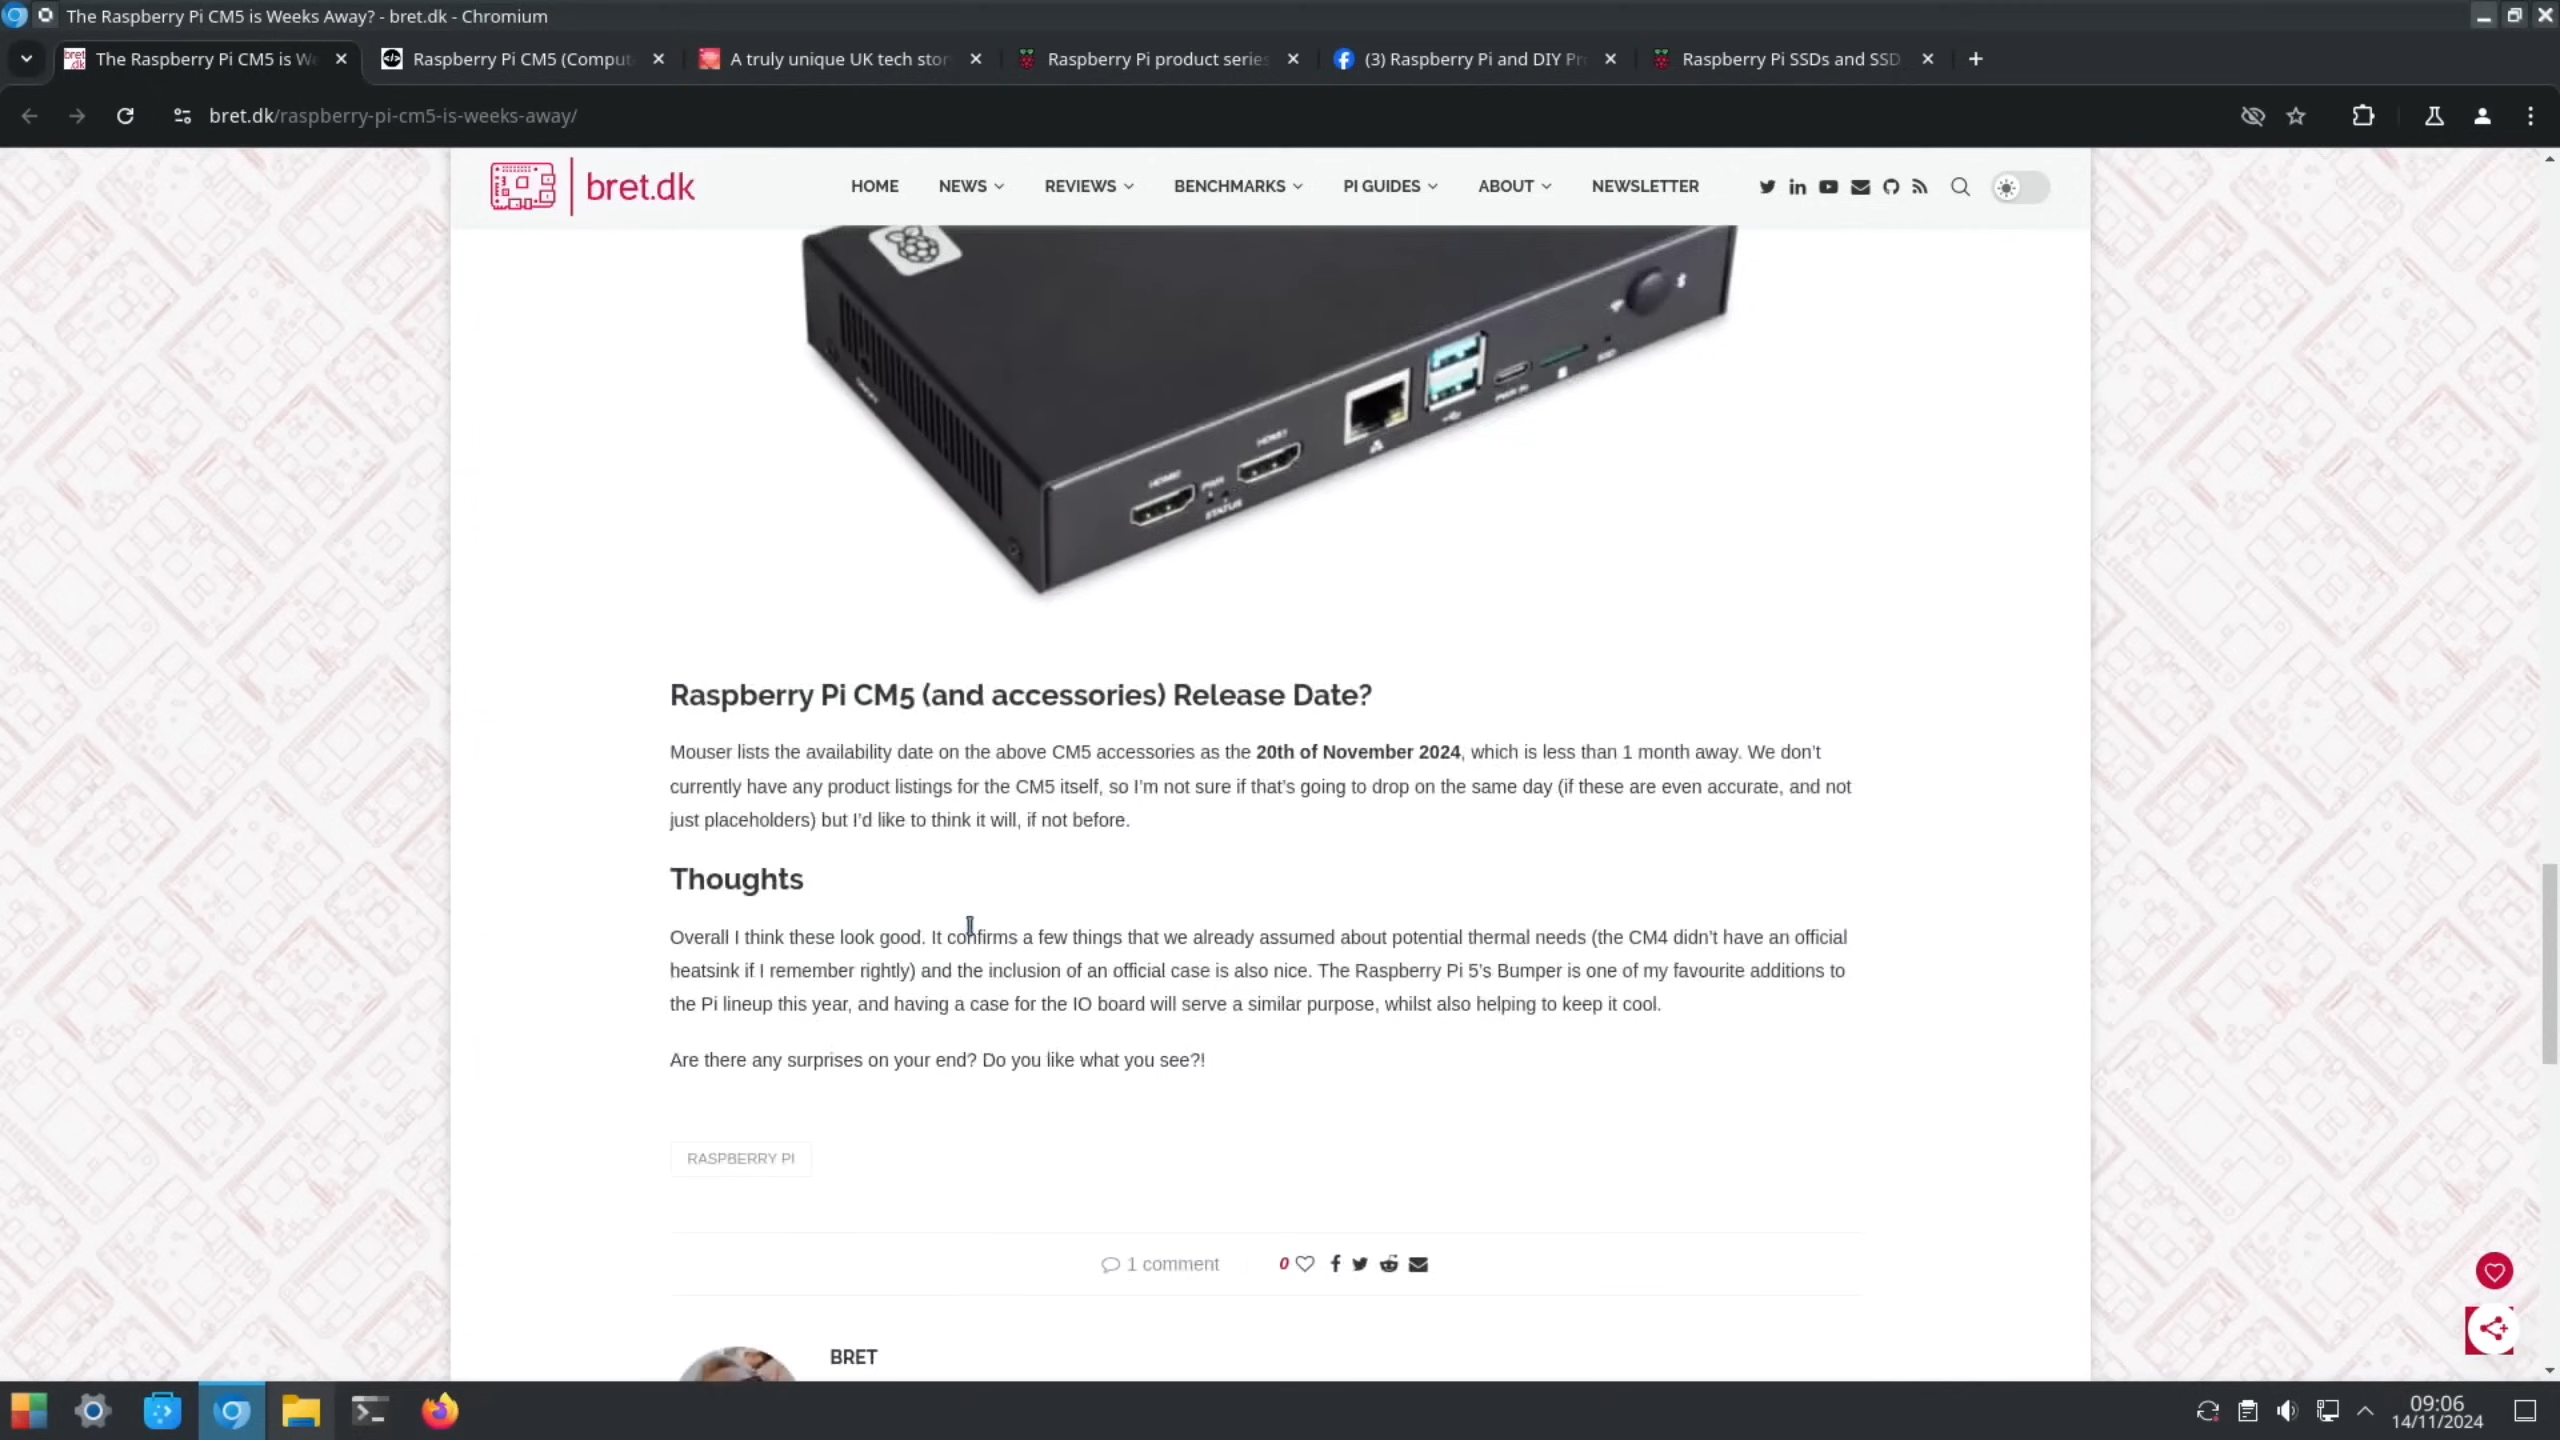 The Raspberry Pi CM5 is Weeks Away? - bret.dk - Chromium
The Raspberry Pi CM5 is We
Raspberry Pi CM5 (Comput
A truly unique UK tech stor
Raspberry Pi product series
(3) Raspberry Pi and DIY Pr
Raspberry Pi SSDs and SSD
bret.dk/raspberry-pi-cm5-is-weeks-away/
bret.dk
HOME
NEWS
REVIEWS
BENCHMARKS
PI GUIDES
ABOUT
NEWSLETTER
HDMI0
PWR
STATUS
HDMI1
PWR IN
SSD
Raspberry Pi CM5 (and accessories) Release Date?
Mouser lists the availability date on the above CM5 accessories as the 20th of November 2024, which is less than 1 month away. We don’t
currently have any product listings for the CM5 itself, so I’m not sure if that’s going to drop on the same day (if these are even accurate, and not
just placeholders) but I’d like to think it will, if not before.
Thoughts
Overall I think these look good. It confirms a few things that we already assumed about potential thermal needs (the CM4 didn’t have an official
heatsink if I remember rightly) and the inclusion of an official case is also nice. The Raspberry Pi 5’s Bumper is one of my favourite additions to
the Pi lineup this year, and having a case for the IO board will serve a similar purpose, whilst also helping to keep it cool.
Are there any surprises on your end? Do you like what you see?!
RASPBERRY PI
1 comment
0
BRET
09:06
14/11/2024